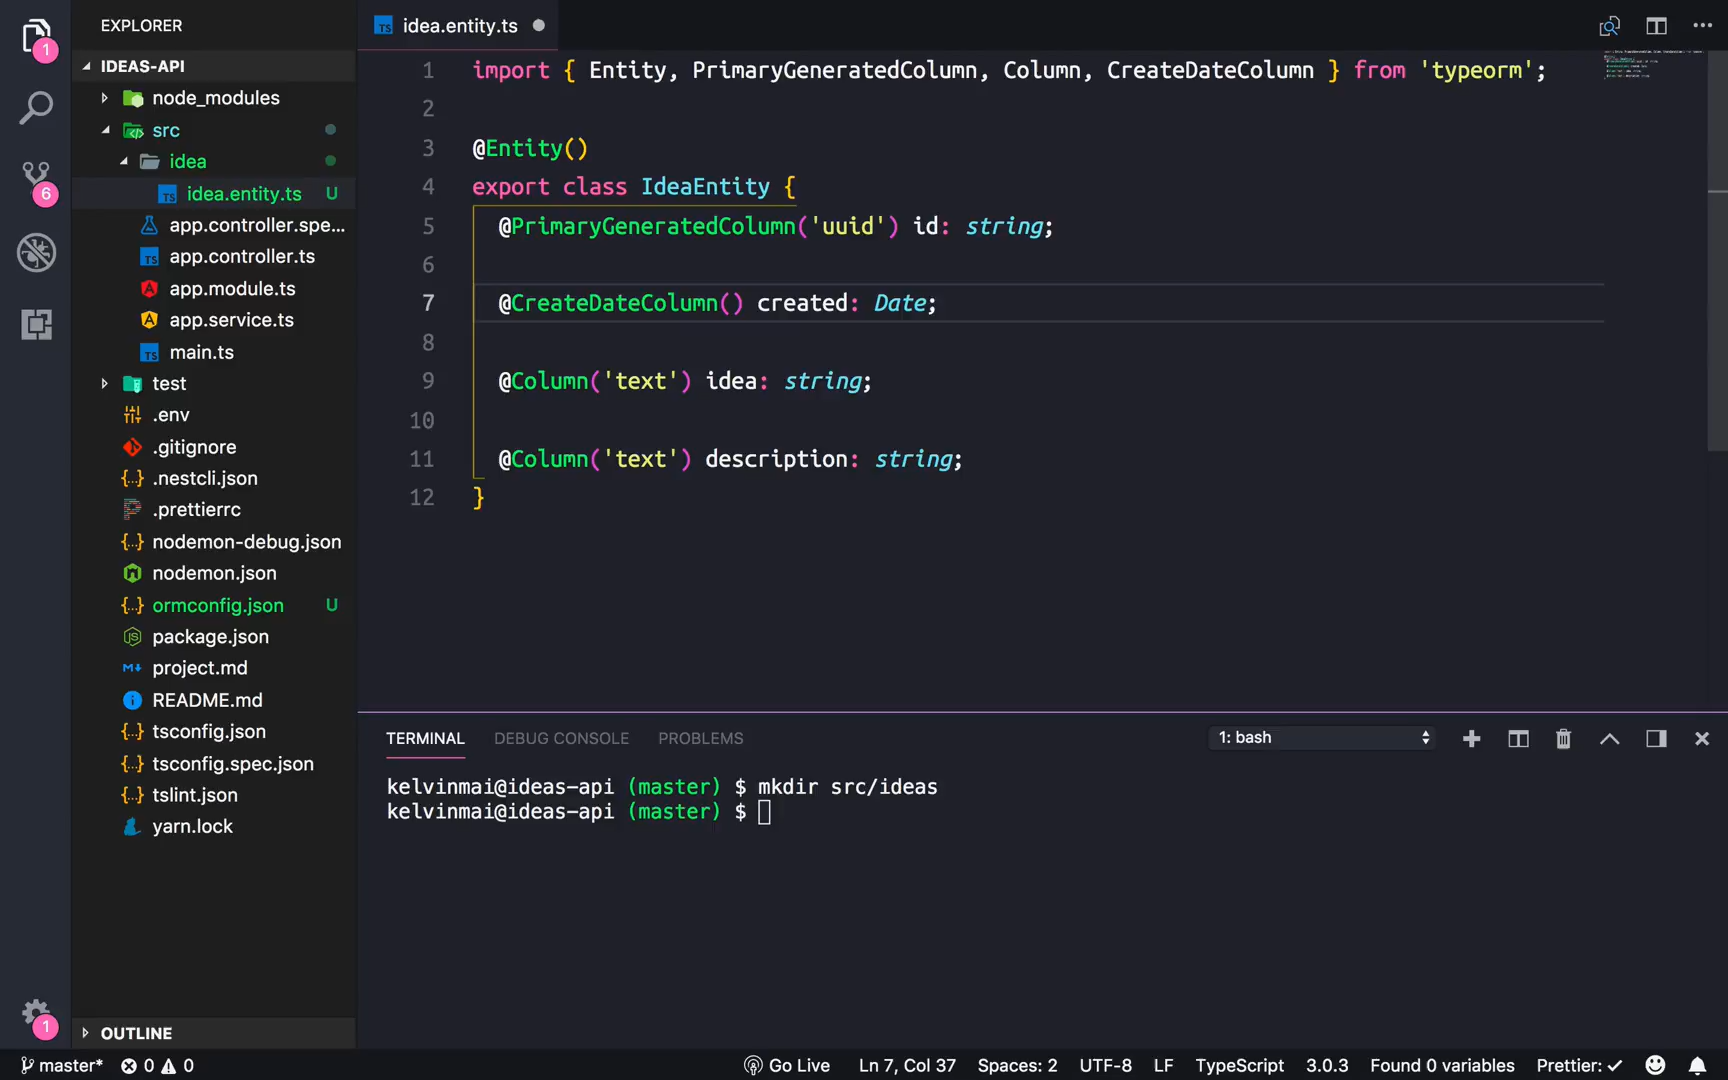 EXPLORER
IDEAS-API
node_modules
src
idea
idea.entity.ts U
app.controller.spe...
app.controller.ts
app.module.ts
app.service.ts
main.ts
test
.env
.gitignore
.nestcli.json
.prettierrc
nodemon-debug.json
nodemon.json
ormconfig.json U
package.json
project.md
README.md
tsconfig.json
tsconfig.spec.json
tslint.json
yarn.lock
OUTLINE
1
6
1
idea.entity.ts
1 import { Entity, PrimaryGeneratedColumn, Column, CreateDateColumn } from 'typeorm';
2
3 @Entity()
4 export class IdeaEntity {
5 @PrimaryGeneratedColumn('uuid') id: string;
6
7 @CreateDateColumn() created: Date;
8
9 @Column('text') idea: string;
10
11 @Column('text') description: string;
12 }
TERMINAL DEBUG CONSOLE PROBLEMS 1: bash
kelvinmai@ideas-api (master) $ mkdir src/ideas
kelvinmai@ideas-api (master) $
master* 0 0 Go Live Ln 7, Col 37 Spaces: 2 UTF-8 LF TypeScript 3.0.3 Found 0 variables Prettier: ✓